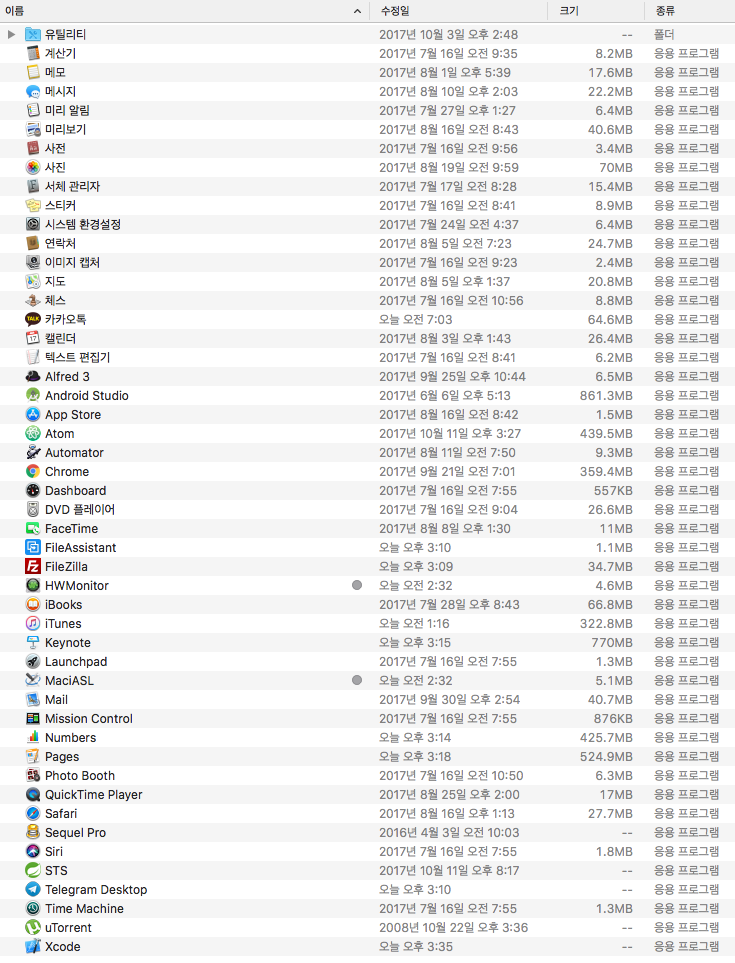 이름 수정일 크기 종류
유틸리티 2017년 10월 3일 오후 2:48 -- 폴더
계산기 2017년 7월 16일 오전 9:35 8.2MB 응용 프로그램
메모 2017년 8월 1일 오후 5:39 17.6MB 응용 프로그램
메시지 2017년 8월 10일 오후 2:03 22.2MB 응용 프로그램
미리 알림 2017년 7월 27일 오후 1:27 6.4MB 응용 프로그램
미리보기 2017년 8월 16일 오전 8:43 40.6MB 응용 프로그램
사전 2017년 7월 16일 오전 9:56 3.4MB 응용 프로그램
사진 2017년 8월 19일 오전 9:59 70MB 응용 프로그램
서체 관리자 2017년 7월 17일 오전 8:28 15.4MB 응용 프로그램
스티커 2017년 7월 16일 오전 8:41 8.9MB 응용 프로그램
시스템 환경설정 2017년 7월 24일 오전 4:37 6.4MB 응용 프로그램
연락처 2017년 8월 5일 오전 7:23 24.7MB 응용 프로그램
이미지 캡처 2017년 7월 16일 오전 9:23 2.4MB 응용 프로그램
지도 2017년 8월 5일 오후 1:37 20.8MB 응용 프로그램
체스 2017년 7월 16일 오전 10:56 8.8MB 응용 프로그램
TALK 카카오톡 오늘 오전 7:03 64.6MB 응용 프로그램
17 캘린더 2017년 8월 3일 오후 1:43 26.4MB 응용 프로그램
텍스트 편집기 2017년 7월 16일 오전 8:41 6.2MB 응용 프로그램
Alfred 3 2017년 9월 25일 오후 10:44 6.5MB 응용 프로그램
Android Studio 2017년 6월 6일 오후 5:13 861.3MB 응용 프로그램
App Store 2017년 8월 16일 오전 8:42 1.5MB 응용 프로그램
Atom 2017년 10월 11일 오후 3:27 439.5MB 응용 프로그램
Automator 2017년 8월 11일 오전 7:50 9.3MB 응용 프로그램
Chrome 2017년 9월 21일 오전 7:01 359.4MB 응용 프로그램
Dashboard 2017년 7월 16일 오전 7:55 557KB 응용 프로그램
DVD 플레이어 2017년 7월 16일 오전 9:04 26.6MB 응용 프로그램
FaceTime 2017년 8월 8일 오후 1:30 11MB 응용 프로그램
FileAssistant 오늘 오후 3:10 1.1MB 응용 프로그램
Fz FileZilla 오늘 오후 3:09 34.7MB 응용 프로그램
HWMonitor 오늘 오전 2:32 4.6MB 응용 프로그램
iBooks 2017년 7월 28일 오후 8:43 66.8MB 응용 프로그램
iTunes 오늘 오전 1:16 322.8MB 응용 프로그램
Keynote 오늘 오후 3:15 770MB 응용 프로그램
Launchpad 2017년 7월 16일 오전 7:55 1.3MB 응용 프로그램
MaciASL 오늘 오전 2:32 5.1MB 응용 프로그램
Mail 2017년 9월 30일 오후 2:54 40.7MB 응용 프로그램
Mission Control 2017년 7월 16일 오전 7:55 876KB 응용 프로그램
Numbers 오늘 오후 3:14 425.7MB 응용 프로그램
Pages 오늘 오후 3:18 524.9MB 응용 프로그램
Photo Booth 2017년 7월 16일 오전 10:50 6.3MB 응용 프로그램
QuickTime Player 2017년 8월 25일 오후 2:00 17MB 응용 프로그램
Safari 2017년 8월 16일 오후 1:13 27.7MB 응용 프로그램
Sequel Pro 2016년 4월 3일 오전 10:03 -- 응용 프로그램
Siri 2017년 7월 16일 오전 7:55 1.8MB 응용 프로그램
STS 2017년 10월 11일 오후 8:17 -- 응용 프로그램
Telegram Desktop 오늘 오후 3:10 -- 응용 프로그램
Time Machine 2017년 7월 16일 오전 7:55 1.3MB 응용 프로그램
uTorrent 2008년 10월 22일 오후 3:36 -- 응용 프로그램
Xcode 오늘 오후 3:35 -- 응용 프로그램